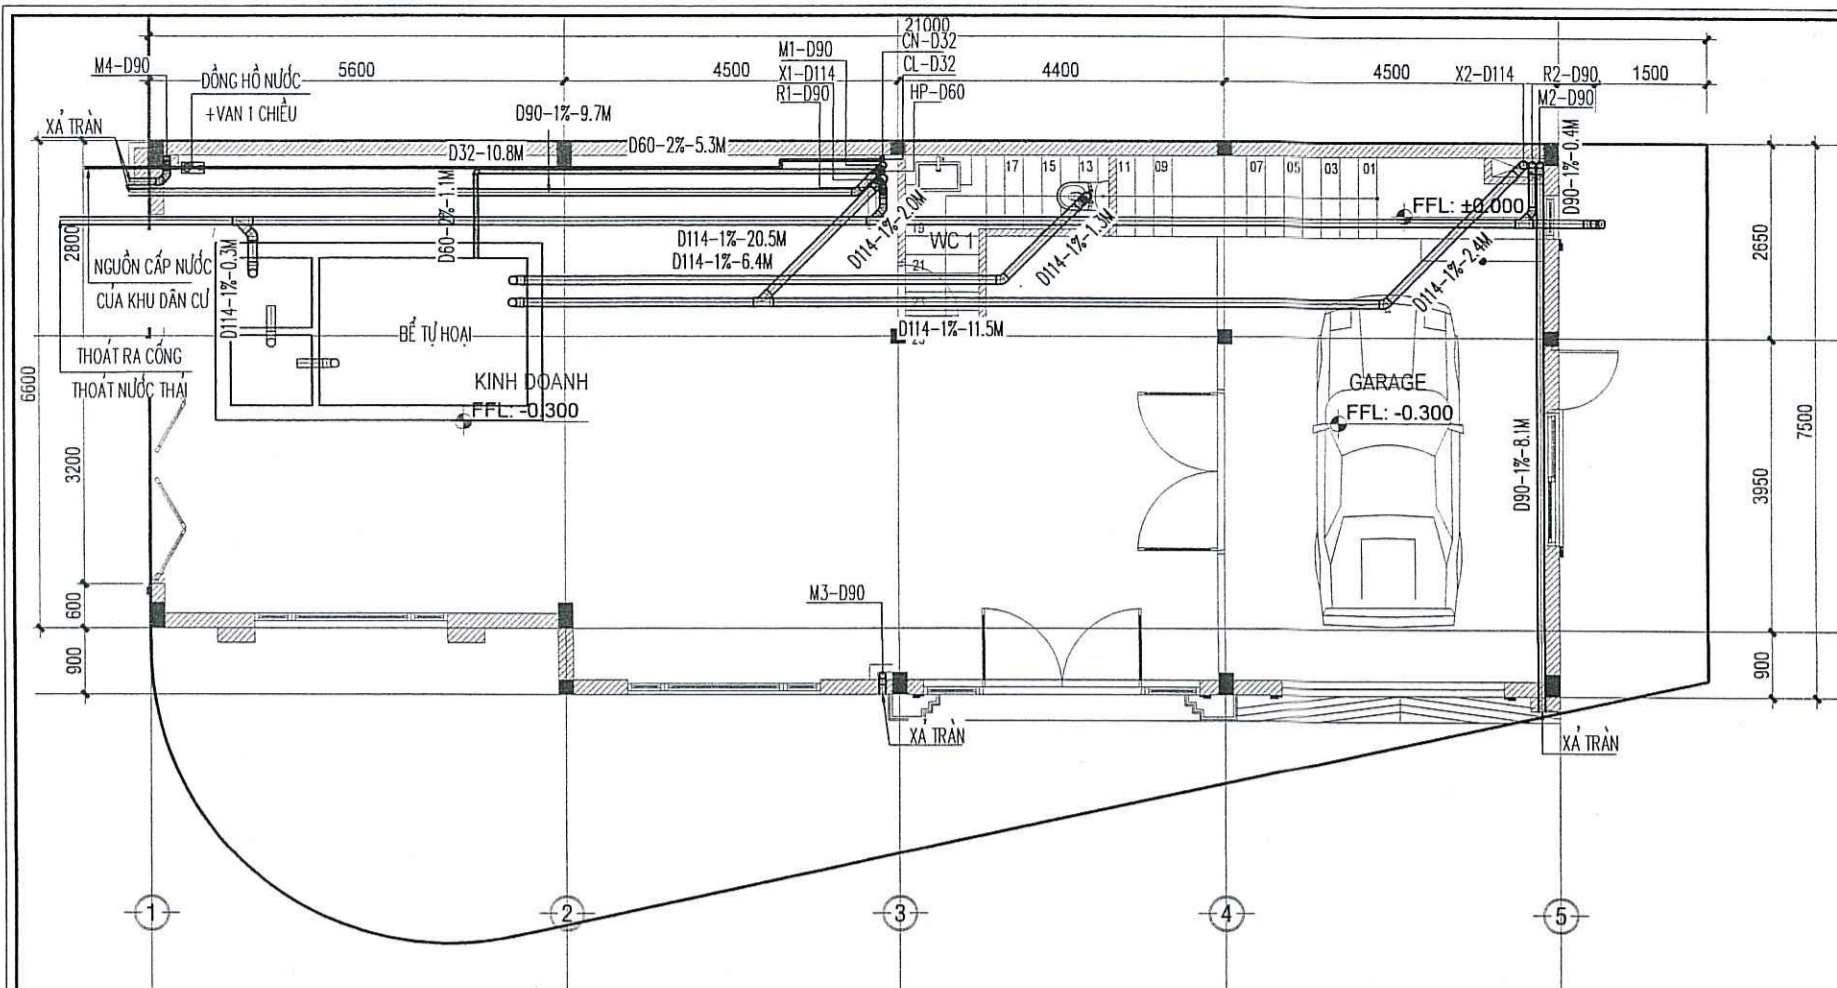 21000
M1-D90
CN-D32
M4-D90
ĐỒNG HỒ NƯỚC
+VAN 1 CHIỀU
5600
4500
X1-D114
CL-D32
4400
4500
X2-D114
R2-D90
1500
R1-D90
HP-D60
M2-D90
XẢ TRÀN
D90-1%-9.7M
D32-10.8M
D60-2%-5.3M
D90-1%-0.4M
17
15
13
11
09
07
05
03
01
D60-2%-1.1M
FFL: ±0.000
2800
2650
19
WC 1
D114-1%-20.5M
D114-1%-6.4M
D114-1%-2.0M
D114-1%-1.3M
D114-1%-2.4M
21
NGUỒN CẤP NƯỚC
CỦA KHU DÂN CƯ
D114-1%-0.3M
BỂ TỰ HOẠI
D114-1%-11.5M
THOÁT RA CỐNG
THOÁT NƯỚC THẢI
6600
KINH DOANH
FFL: -0.300
GARAGE
FFL: -0.300
7500
3200
D90-1%-8.1M
3950
600
M3-D90
900
900
XẢ TRÀN
XẢ TRÀN
1
2
3
4
5